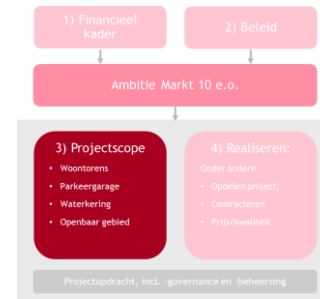 1) Financieel
kader
2) Beleid
Ambitie Markt 10 e.o.
3) Projectscope
• Woontorens
• Parkeergarage
• Waterkering
• Openbaar gebied
4) Realiseren:
Onder andere
• Opdelen project;
• Contracteren
• Prijs/kwaliteit
Projectopdracht, incl. -governance en -beheersing